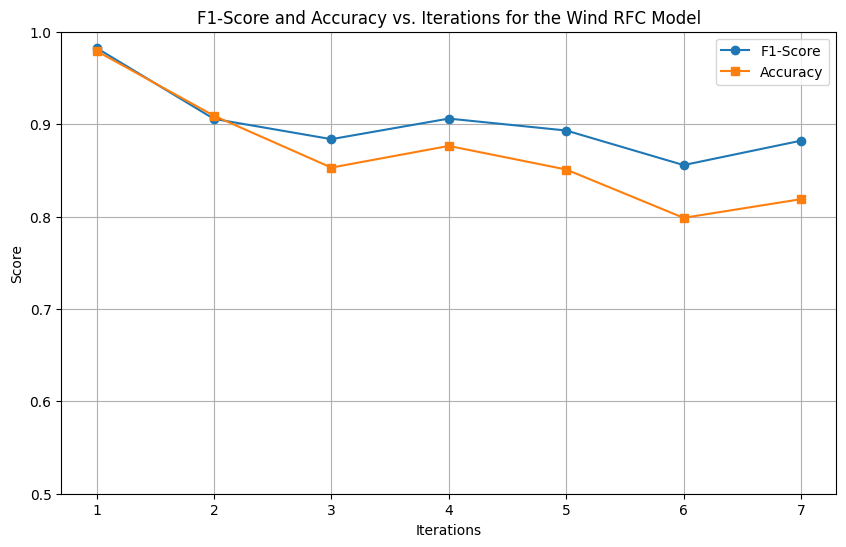 F1-Score and Accuracy vs. Iterations for the Wind RFC Model
F1-Score
Accuracy
Score
1.0
0.9
0.8
0.7
0.6
0.5
1 2 3 4 5 6 7
Iterations